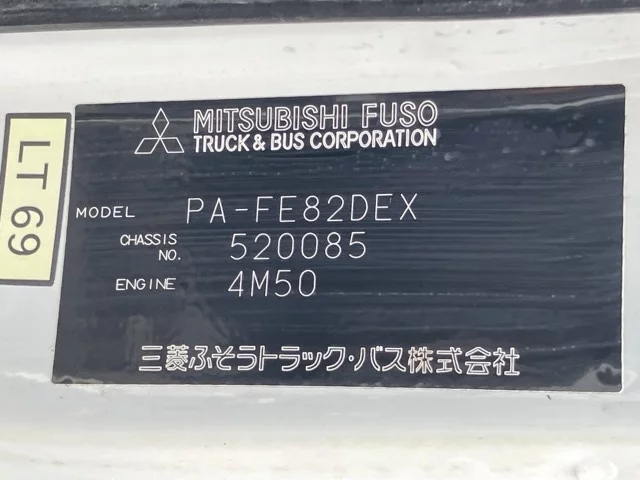 MITSUBISHI FUSO
TRUCK & BUS CORPORATION
MODEL PA-FE82DEX
CHASSIS NO. 520085
ENGINE 4M50
三菱ふそうトラック・バス株式会社
LT 69